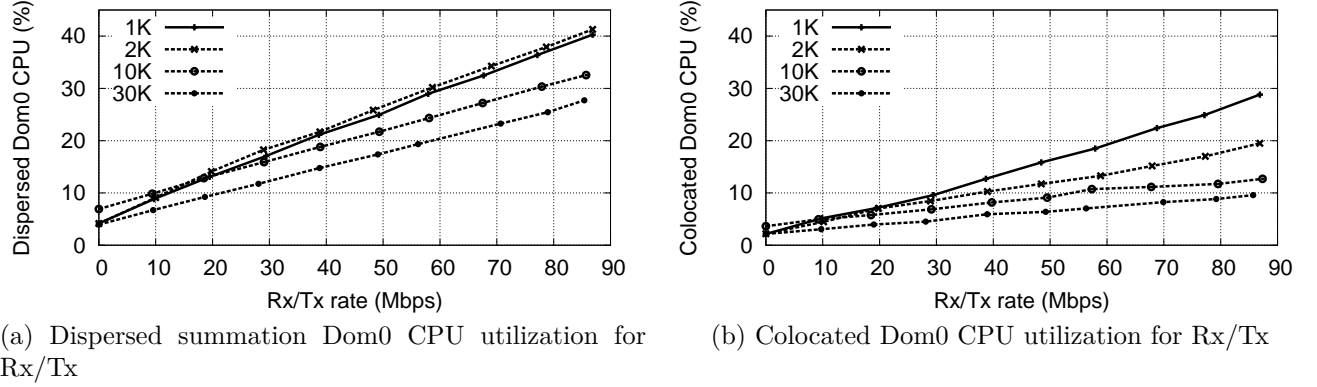 Dispersed Dom0 CPU (%)
40
30
20
10
0
1K
2K
10K
30K
0 10 20 30 40 50 60 70 80 90
Rx/Tx rate (Mbps)
(a) Dispersed summation Dom0 CPU utilization for
Rx/Tx
Colocated Dom0 CPU (%)
40
30
20
10
0
1K
2K
10K
30K
0 10 20 30 40 50 60 70 80 90
Rx/Tx rate (Mbps)
(b) Colocated Dom0 CPU utilization for Rx/Tx